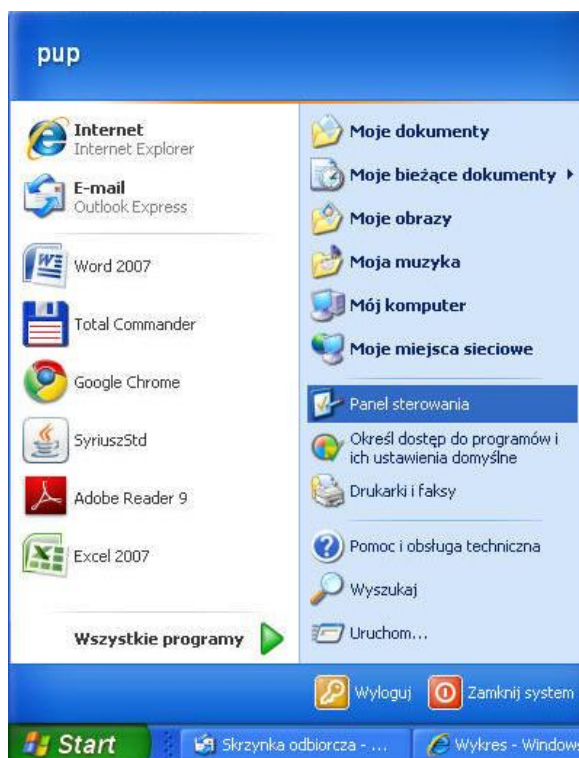 pup
Internet
Internet Explorer
E-mail
Outlook Express
Word 2007
Total Commander
Google Chrome
SyriuszStd
Adobe Reader 9
Excel 2007
Wszystkie programy
Moje dokumenty
Moje bieżące dokumenty
Moje obrazy
Moja muzyka
Mój komputer
Moje miejsca sieciowe
Panel sterowania
Określ dostęp do programów i
ich ustawienia domyślne
Drukarki i faksy
Pomoc i obsługa techniczna
Wyszukaj
Uruchom...
Wyloguj
Zamknij system
Start
Skrzynka odbiorcza - ...
Wykres - Windows